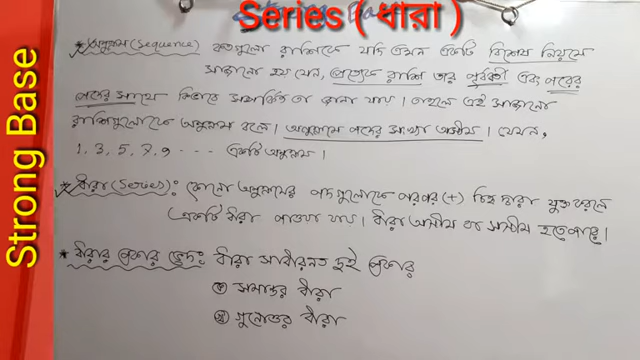 Series ( ধারা )
Strong Base
* অনুক্রম (Sequence) কতগুলো রাশিকে যদি এমন একটি বিশেষ নিয়মে
সাজানো হয় যেন, প্রত্যেক রাশি তার পূর্ববর্তী এবং পরের
পদের সাথে কিভাবে সম্পর্কিত তা জানা যায়। তাহলে এই সাজানো
রাশিগুলোকে অনুক্রম বলে। অনুক্রমে পদের সংখ্যা অসীম। যেমন,
1, 3, 5, 7, 9 ···· একটি অনুক্রম।
* ধারা (Series): কোনো অনুক্রমের পদগুলোকে পরপর (+) চিহ্ন দ্বারা যুক্ত করলে
একটি ধারা পাওয়া যায়। ধারা অসীম বা সসীম হতে পারে।
* ধারার প্রকার ভেদ: ধারা সাধারনত দুই প্রকার
(ক) সমান্তর ধারা
(খ) গুনোত্তর ধারা